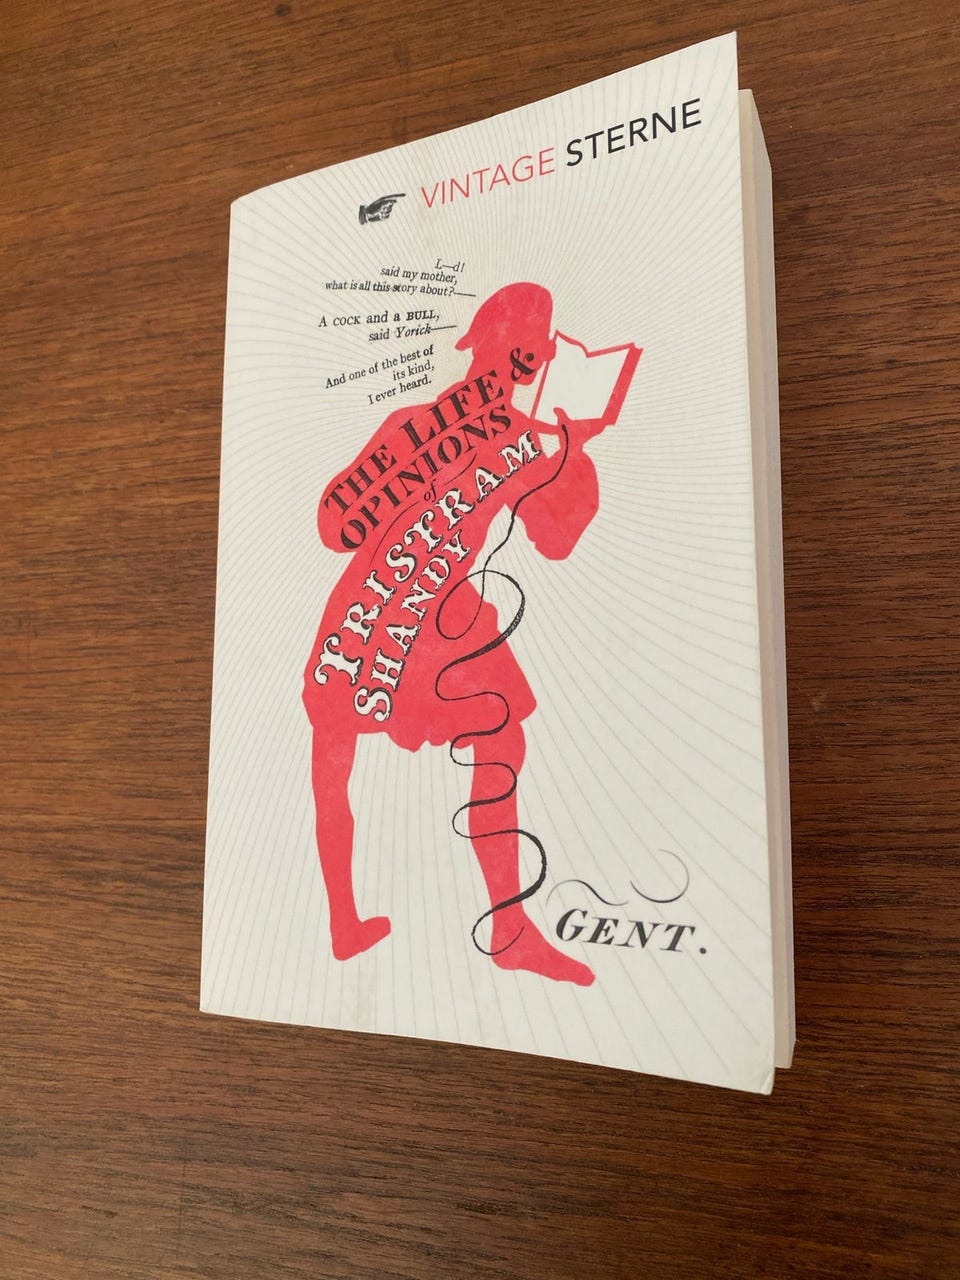 VINTAGE STERNE
L—d!
said my mother,
what is all this story about?—
A COCK and a BULL,
said Yorick—
And one of the best of
its kind,
I ever heard.
THE LIFE &
OPINIONS
of
TRISTRAM
SHANDY
GENT.